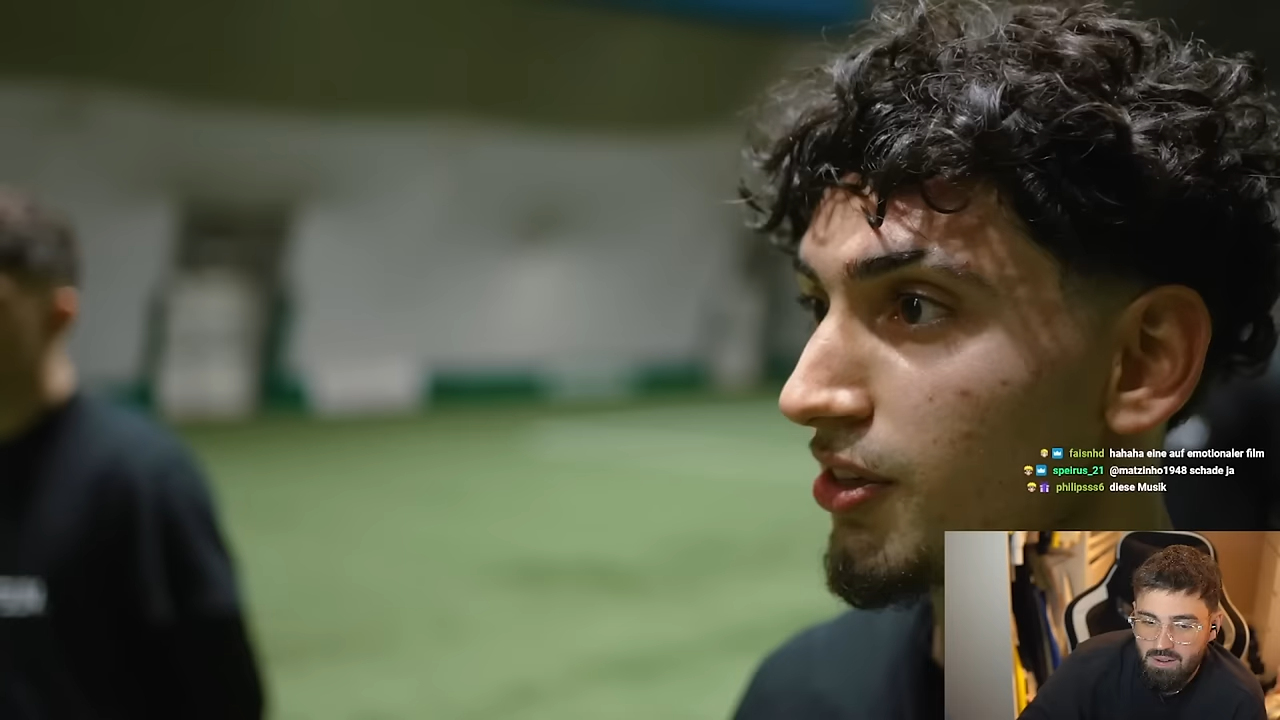 faisnhd hahaha eine auf emotionaler film
speirus_21 @matzinho1948 schade ja
philipsss6 diese Musik